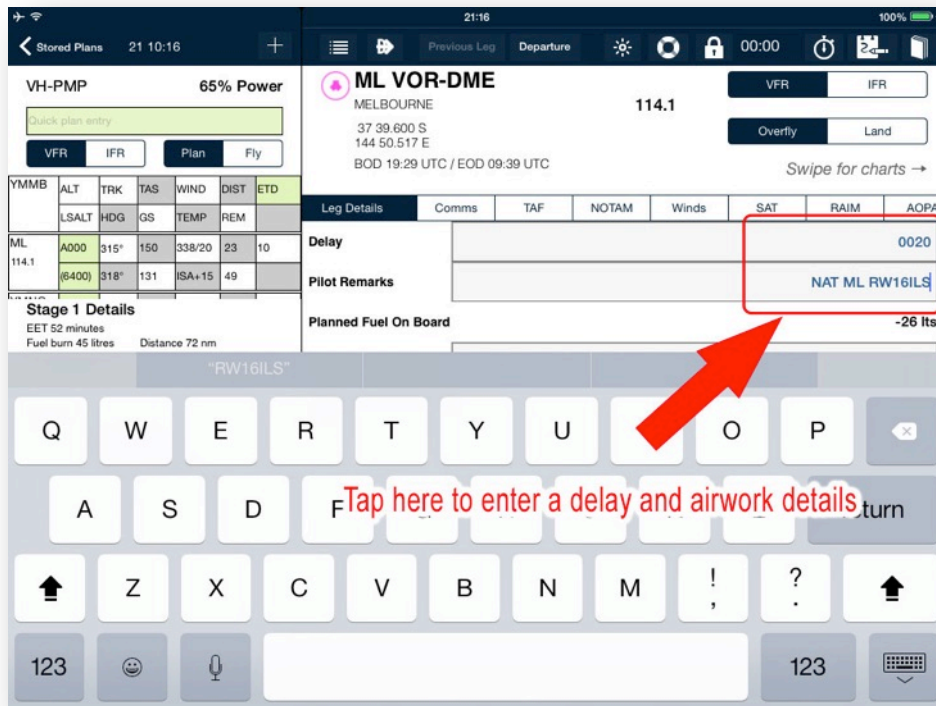 21:16
100%
Stored Plans 21 10:16 +
Previous Leg Departure 00:00
VH-PMP 65% Power
Quick plan entry
VFR IFR Plan Fly
YMMB ALT TRK TAS WIND DIST ETD
LSALT HDG GS TEMP REM
ML A000 315° 150 338/20 23 10
114.1 (6400) 318° 131 ISA+15 49
Stage 1 Details
EET 52 minutes
Fuel burn 45 litres Distance 72 nm
ML VOR-DME
MELBOURNE 114.1
37 39.600 S
144 50.517 E
BOD 19:29 UTC / EOD 09:39 UTC
VFR IFR
Overfly Land
Swipe for charts →
Leg Details Comms TAF NOTAM Winds SAT RAIM AOPA
Delay 0020
Pilot Remarks NAT ML RW16ILS
Planned Fuel On Board -26 lts
"RW16ILS"
Q W E R T Y U O P
Tap here to enter a delay and airwork details
A S D F
Z X C V B N M ! , ? .
123 123